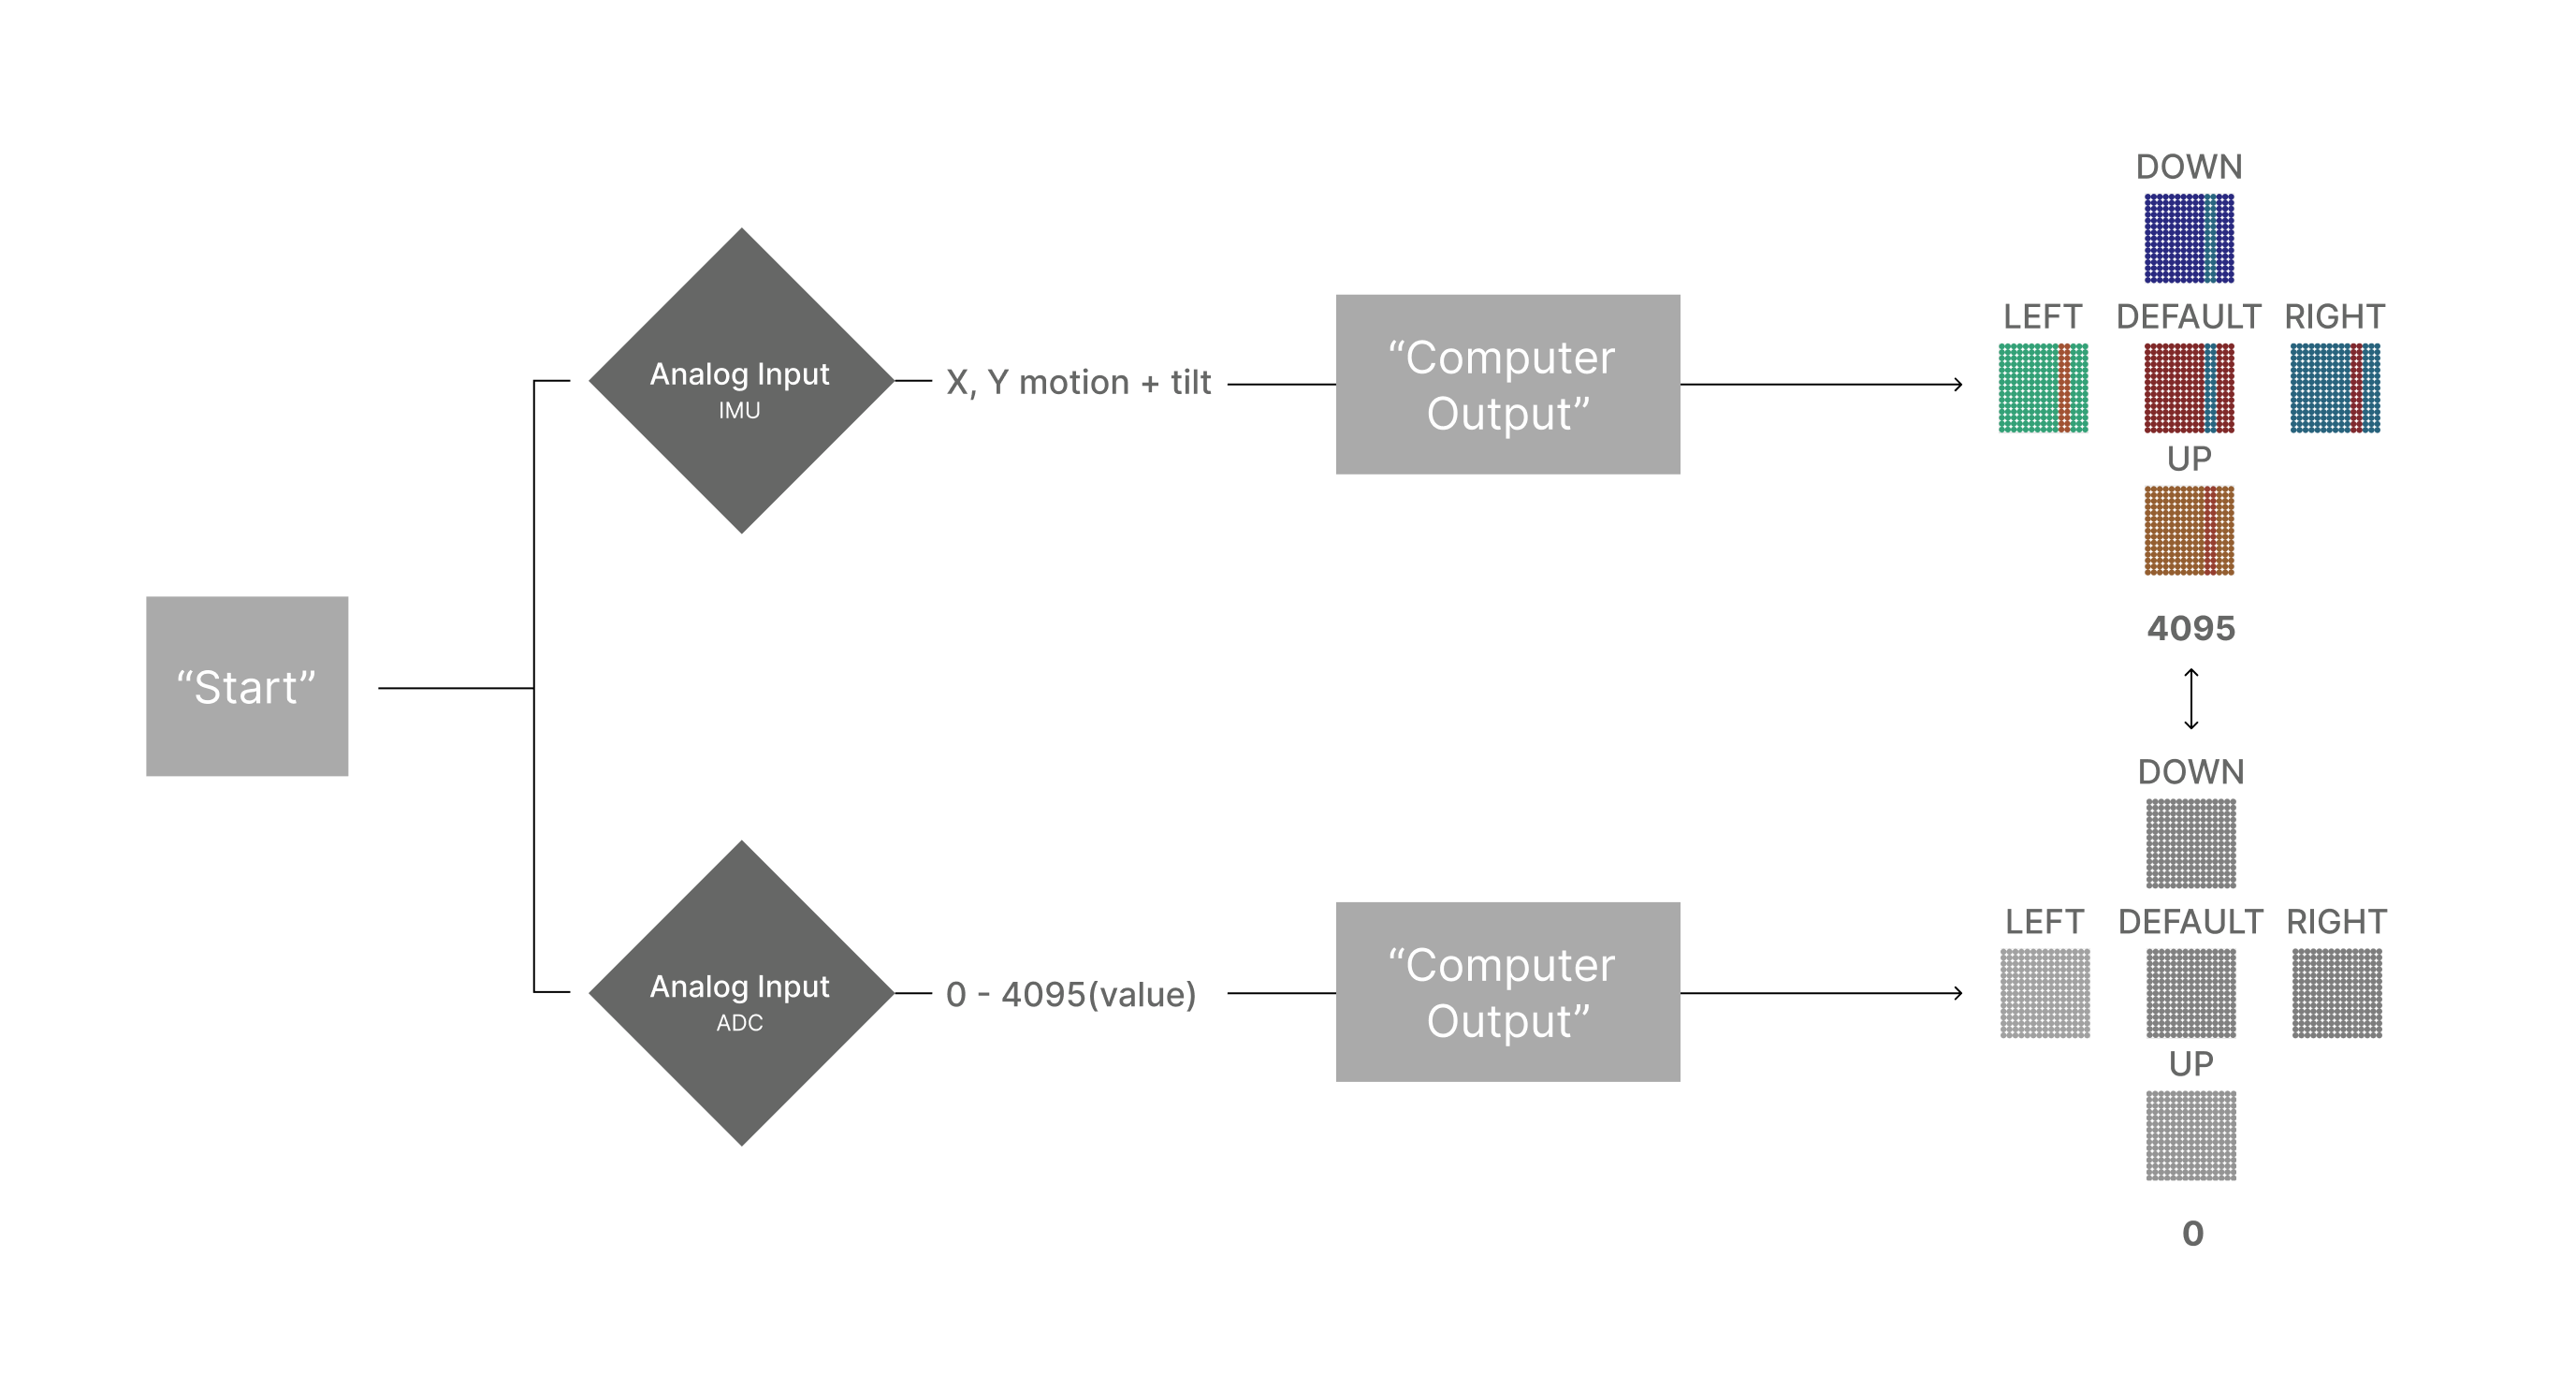 DOWN
LEFT DEFAULT RIGHT
Analog Input
IMU
X, Y motion + tilt
“Computer
Output”
UP
4095
“Start”
DOWN
LEFT DEFAULT RIGHT
Analog Input
ADC
0 - 4095(value)
“Computer
Output”
UP
0